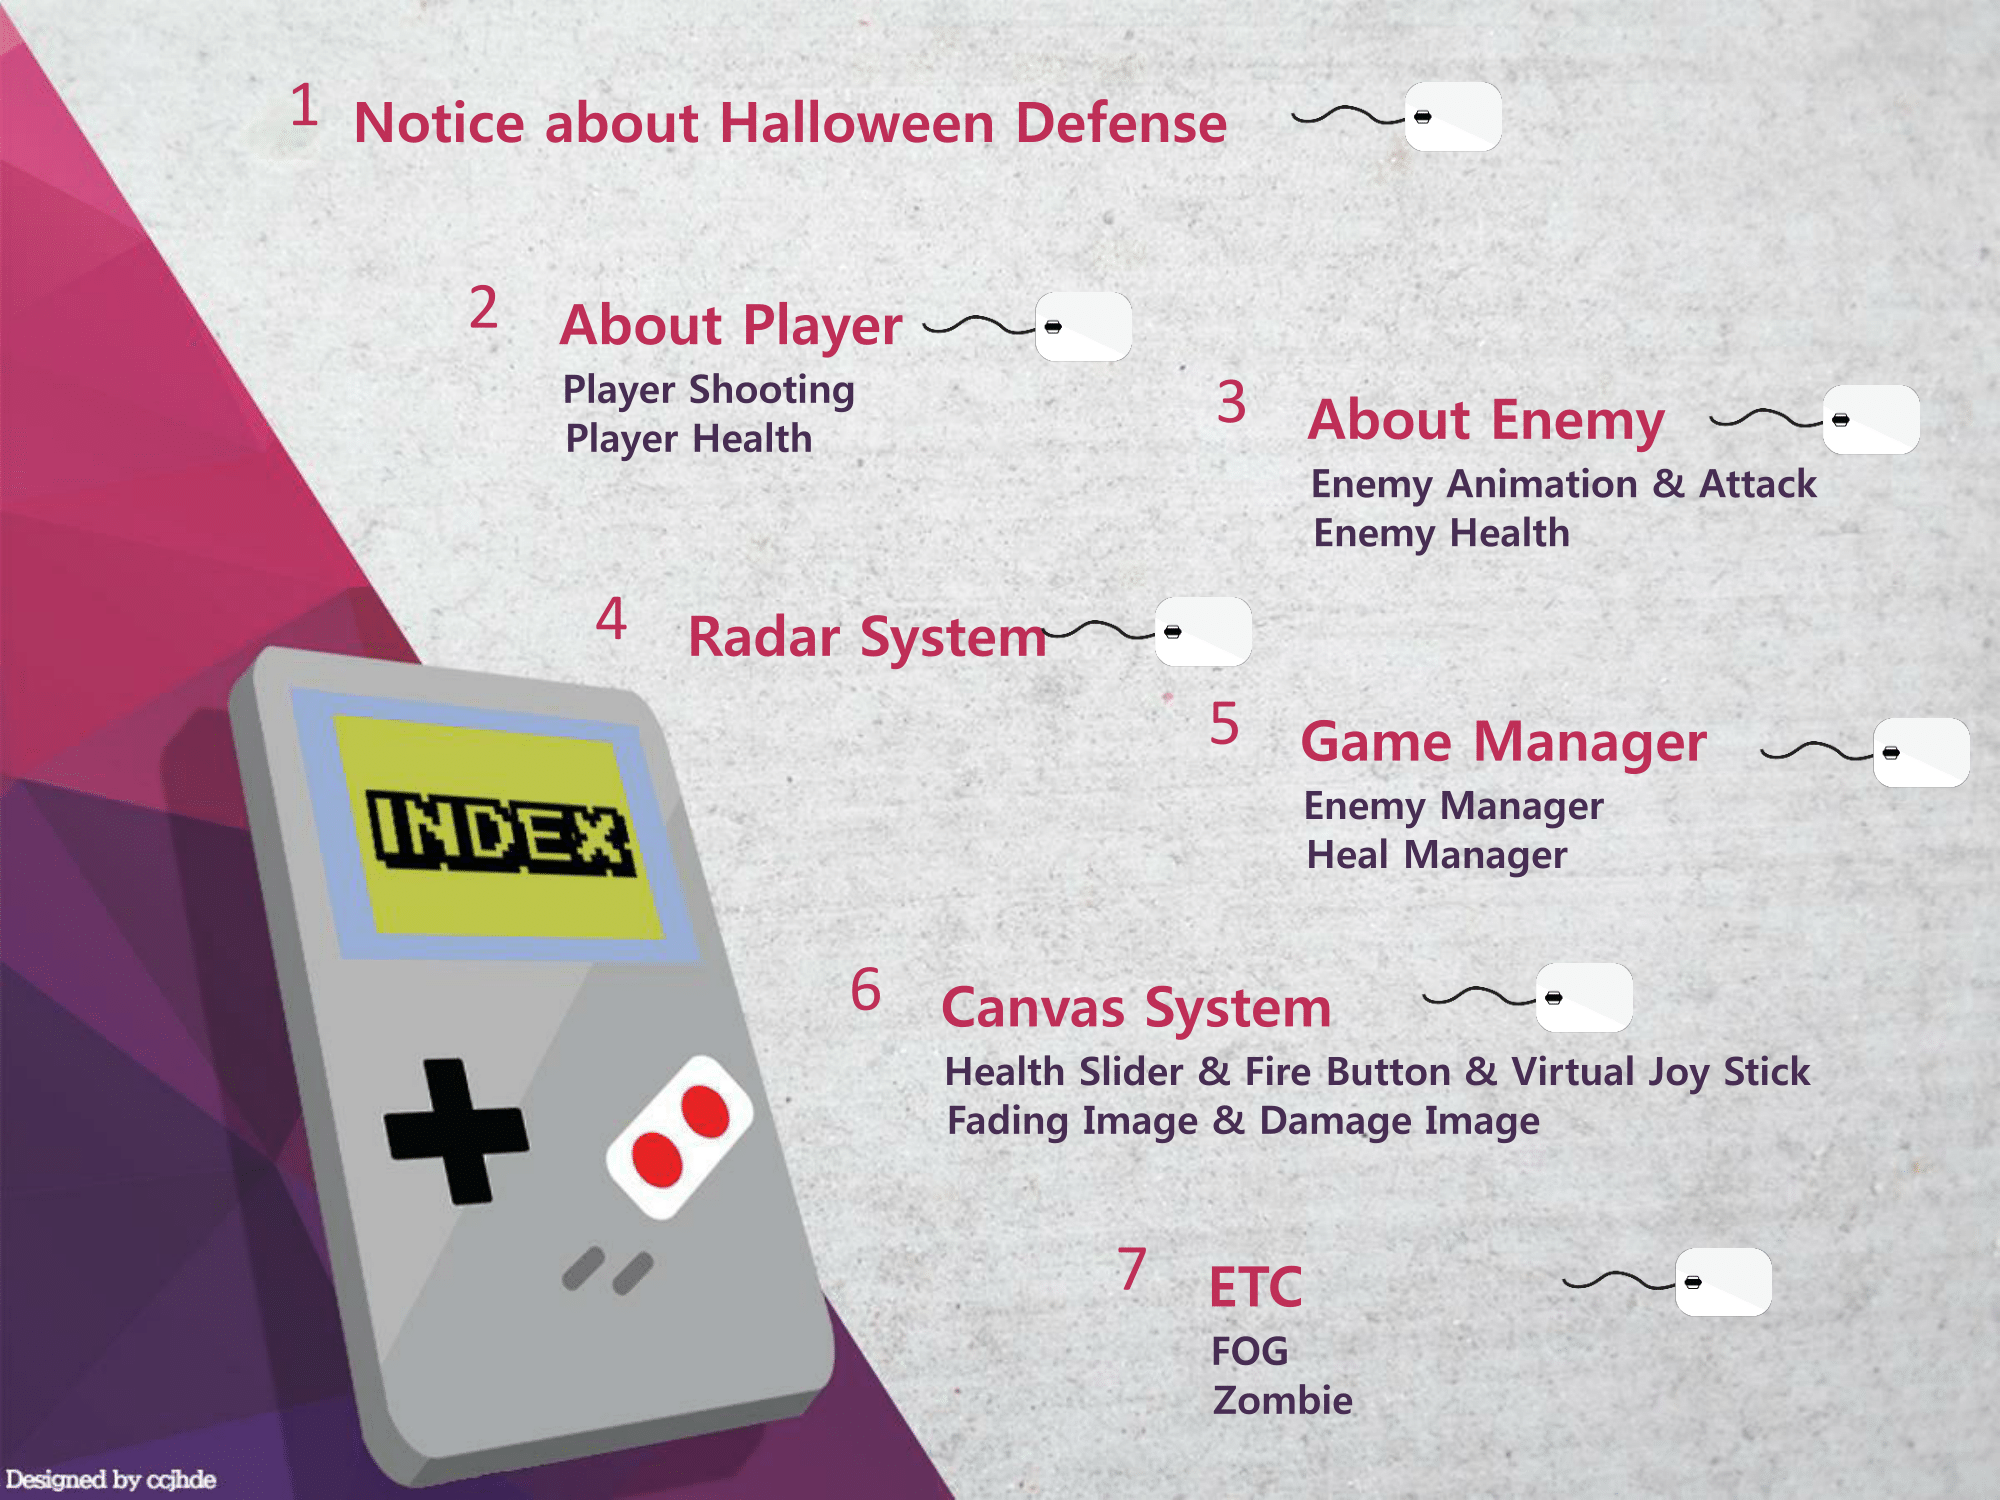 1 Notice about Halloween Defense
2 About Player
Player Shooting
Player Health
3 About Enemy
Enemy Animation & Attack
Enemy Health
4 Radar System
5 Game Manager
Enemy Manager
Heal Manager
INDEX
6 Canvas System
Health Slider & Fire Button & Virtual Joy Stick
Fading Image & Damage Image
7 ETC
FOG
Zombie
Designed by ccjhde